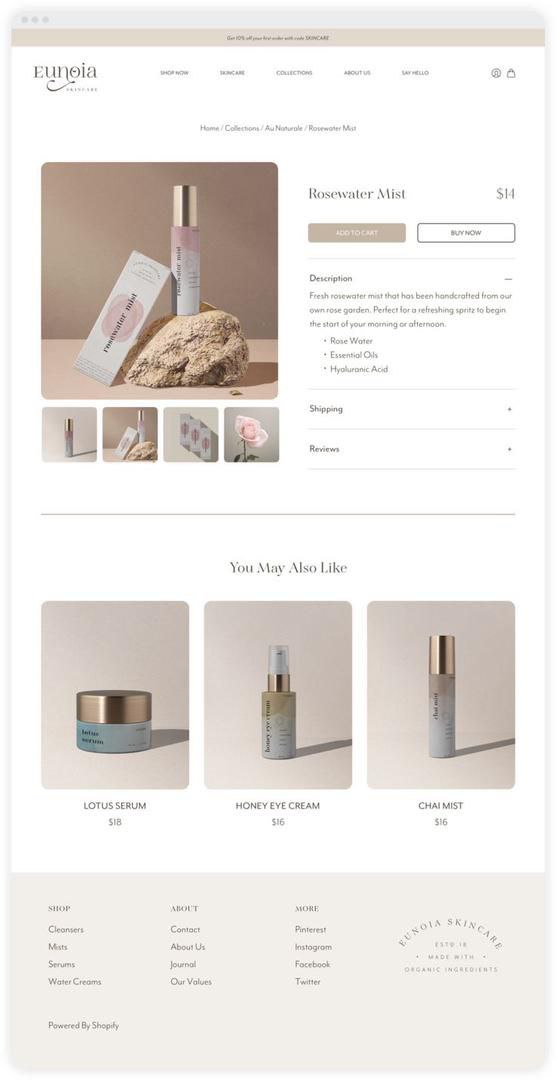 Get 10% off your first order with code SKINCARE
EUNOIA
SKINCARE
SHOP NOW
SKINCARE
COLLECTIONS
ABOUT US
SAY HELLO
Home / Collections / Au Naturale / Rosewater Mist
rosewater mist
rosewater mist
Rosewater Mist
$14
ADD TO CART
BUY NOW
Description
—
Fresh rosewater mist that has been handcrafted from our
own rose garden. Perfect for a refreshing spritz to begin
the start of your morning or afternoon.
• Rose Water
• Essential Oils
• Hyaluronic Acid
Shipping
+
Reviews
+
You May Also Like
lotus
serum
honey eye cream
chai mist
LOTUS SERUM
$18
HONEY EYE CREAM
$16
CHAI MIST
$16
SHOP
Cleansers
Mists
Serums
Water Creams
ABOUT
Contact
About Us
Journal
Our Values
MORE
Pinterest
Instagram
Facebook
Twitter
EUNOIA SKINCARE
ESTD 18
• MADE WITH •
ORGANIC INGREDIENTS
Powered By Shopify